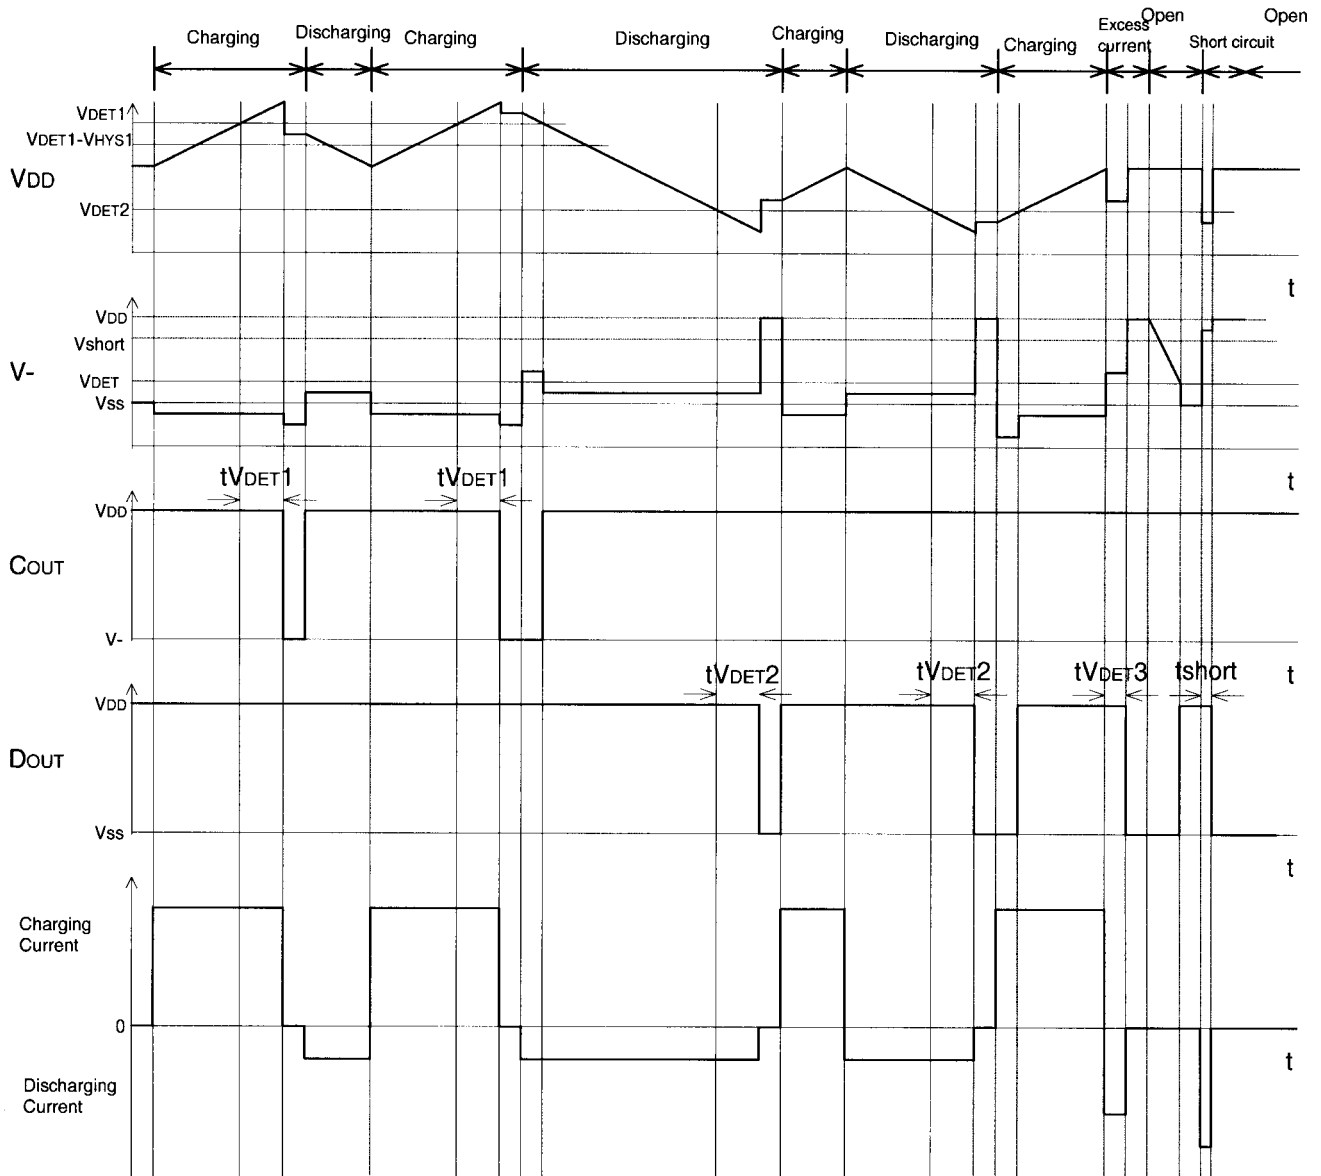 Charging
Discharging
Charging
Discharging
Charging
Discharging
Charging
Excess
current
Open
Short circuit
Open
VDET1
VDET1-VHYS1
VDD
VDET2
t
VDD
Vshort
V-
VDET
VSS
t
tVDET1
tVDET1
VDD
COUT
V-
t
tVDET2
tVDET2
tVDET3
tshort
VDD
DOUT
VSS
t
Charging
Current
0
t
Discharging
Current